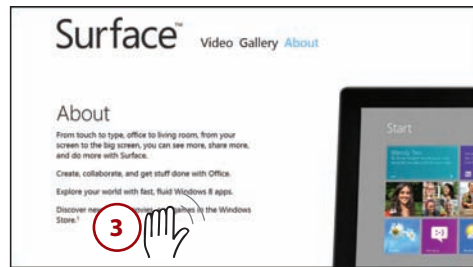 Surface™
Video Gallery About
About
From touch to type, office to living room, from your
screen to the big screen, you can see more, share more,
and do more with Surface.
Create, collaborate, and get stuff done with Office.
Explore your world with fast, fluid Windows 8 apps.
Discover new games in the Windows
Store.¹
3
Start